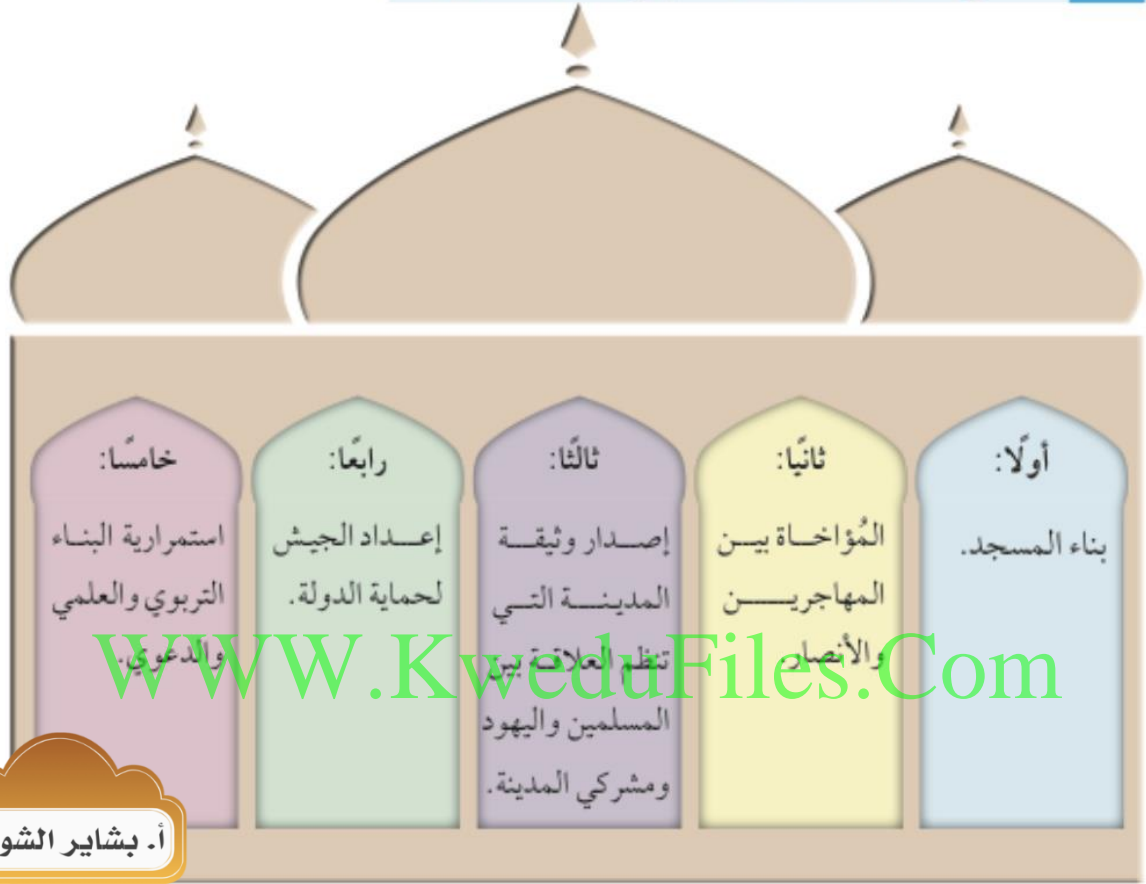 أولًا:
بناء المسجد.
ثانيًا:
المُؤاخاة بين
المهاجرين
والأنصار.
ثالثًا:
إصدار وثيقة
المدينة التي
تنظم العلاقة بين
المسلمين واليهود
ومشركي المدينة.
رابعًا:
إعداد الجيش
لحماية الدولة.
خامسًا:
استمرارية البناء
التربوي والعلمي
والدعوي.
WWW.KweduFiles.Com
أ. بشاير